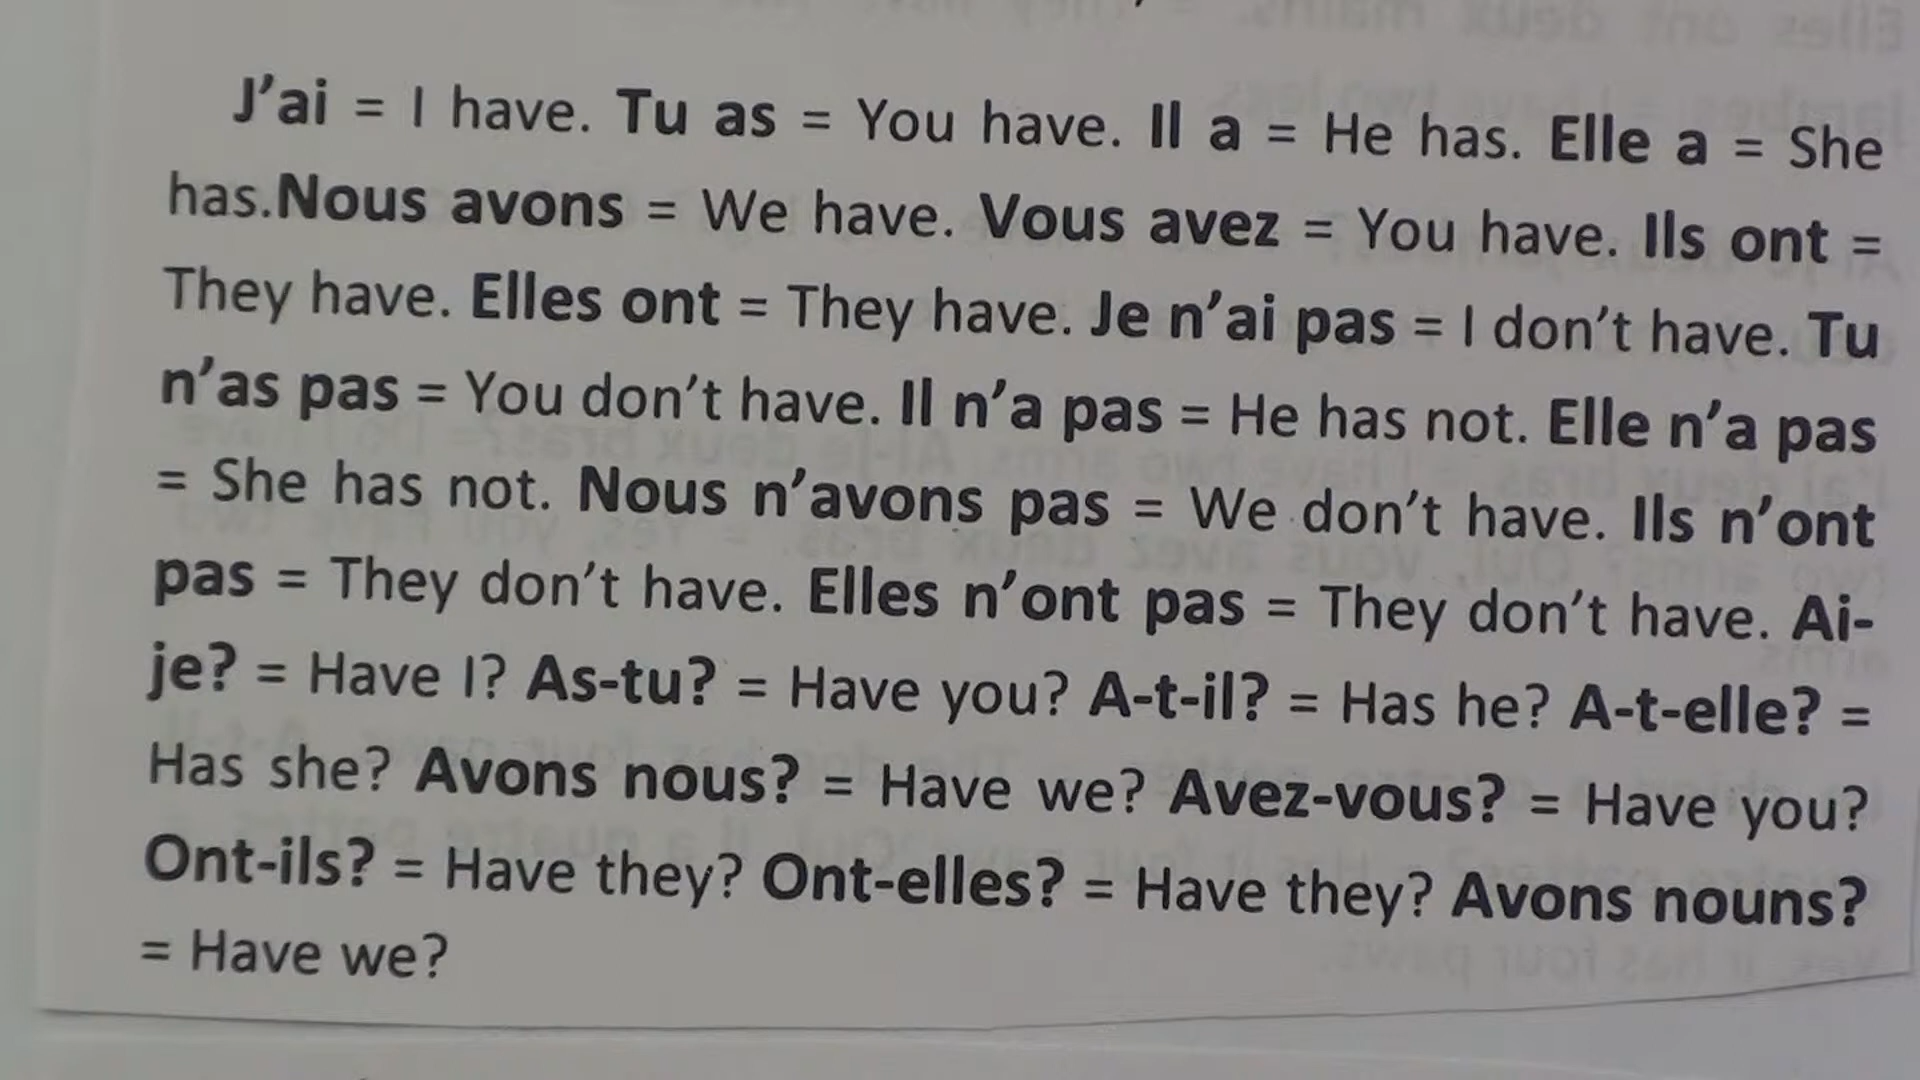 J’ai = I have. Tu as = You have. Il a = He has. Elle a = She
has.Nous avons = We have. Vous avez = You have. Ils ont =
They have. Elles ont = They have. Je n’ai pas = I don’t have. Tu
n’as pas = You don’t have. Il n’a pas = He has not. Elle n’a pas
= She has not. Nous n’avons pas = We don’t have. Ils n’ont
pas = They don’t have. Elles n’ont pas = They don’t have. Ai-
je? = Have I? As-tu? = Have you? A-t-il? = Has he? A-t-elle? =
Has she? Avons nous? = Have we? Avez-vous? = Have you?
Ont-ils? = Have they? Ont-elles? = Have they? Avons nouns?
= Have we?